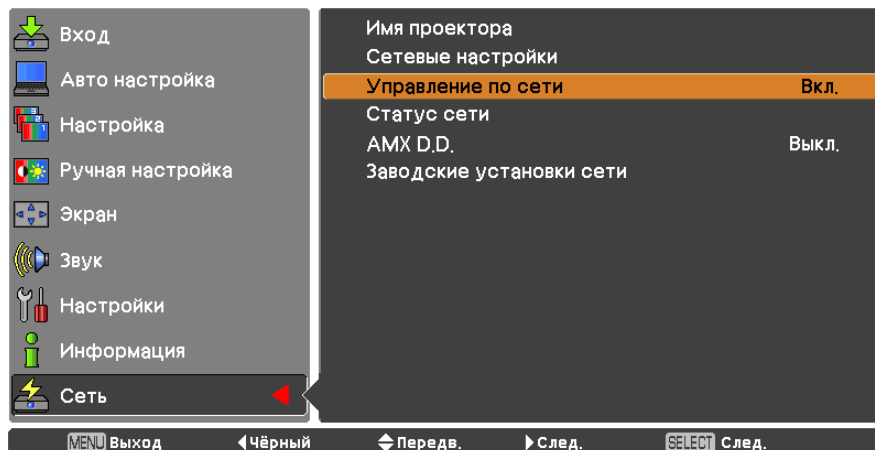 Вход
Авто настройка
Настройка
Ручная настройка
Экран
Звук
Настройки
Информация
Сеть
Имя проектора
Сетевые настройки
Управление по сети Вкл.
Статус сети
AMX D.D. Выкл.
Заводские установки сети
MENU Выход Чёрный Передв. След. SELECT След.